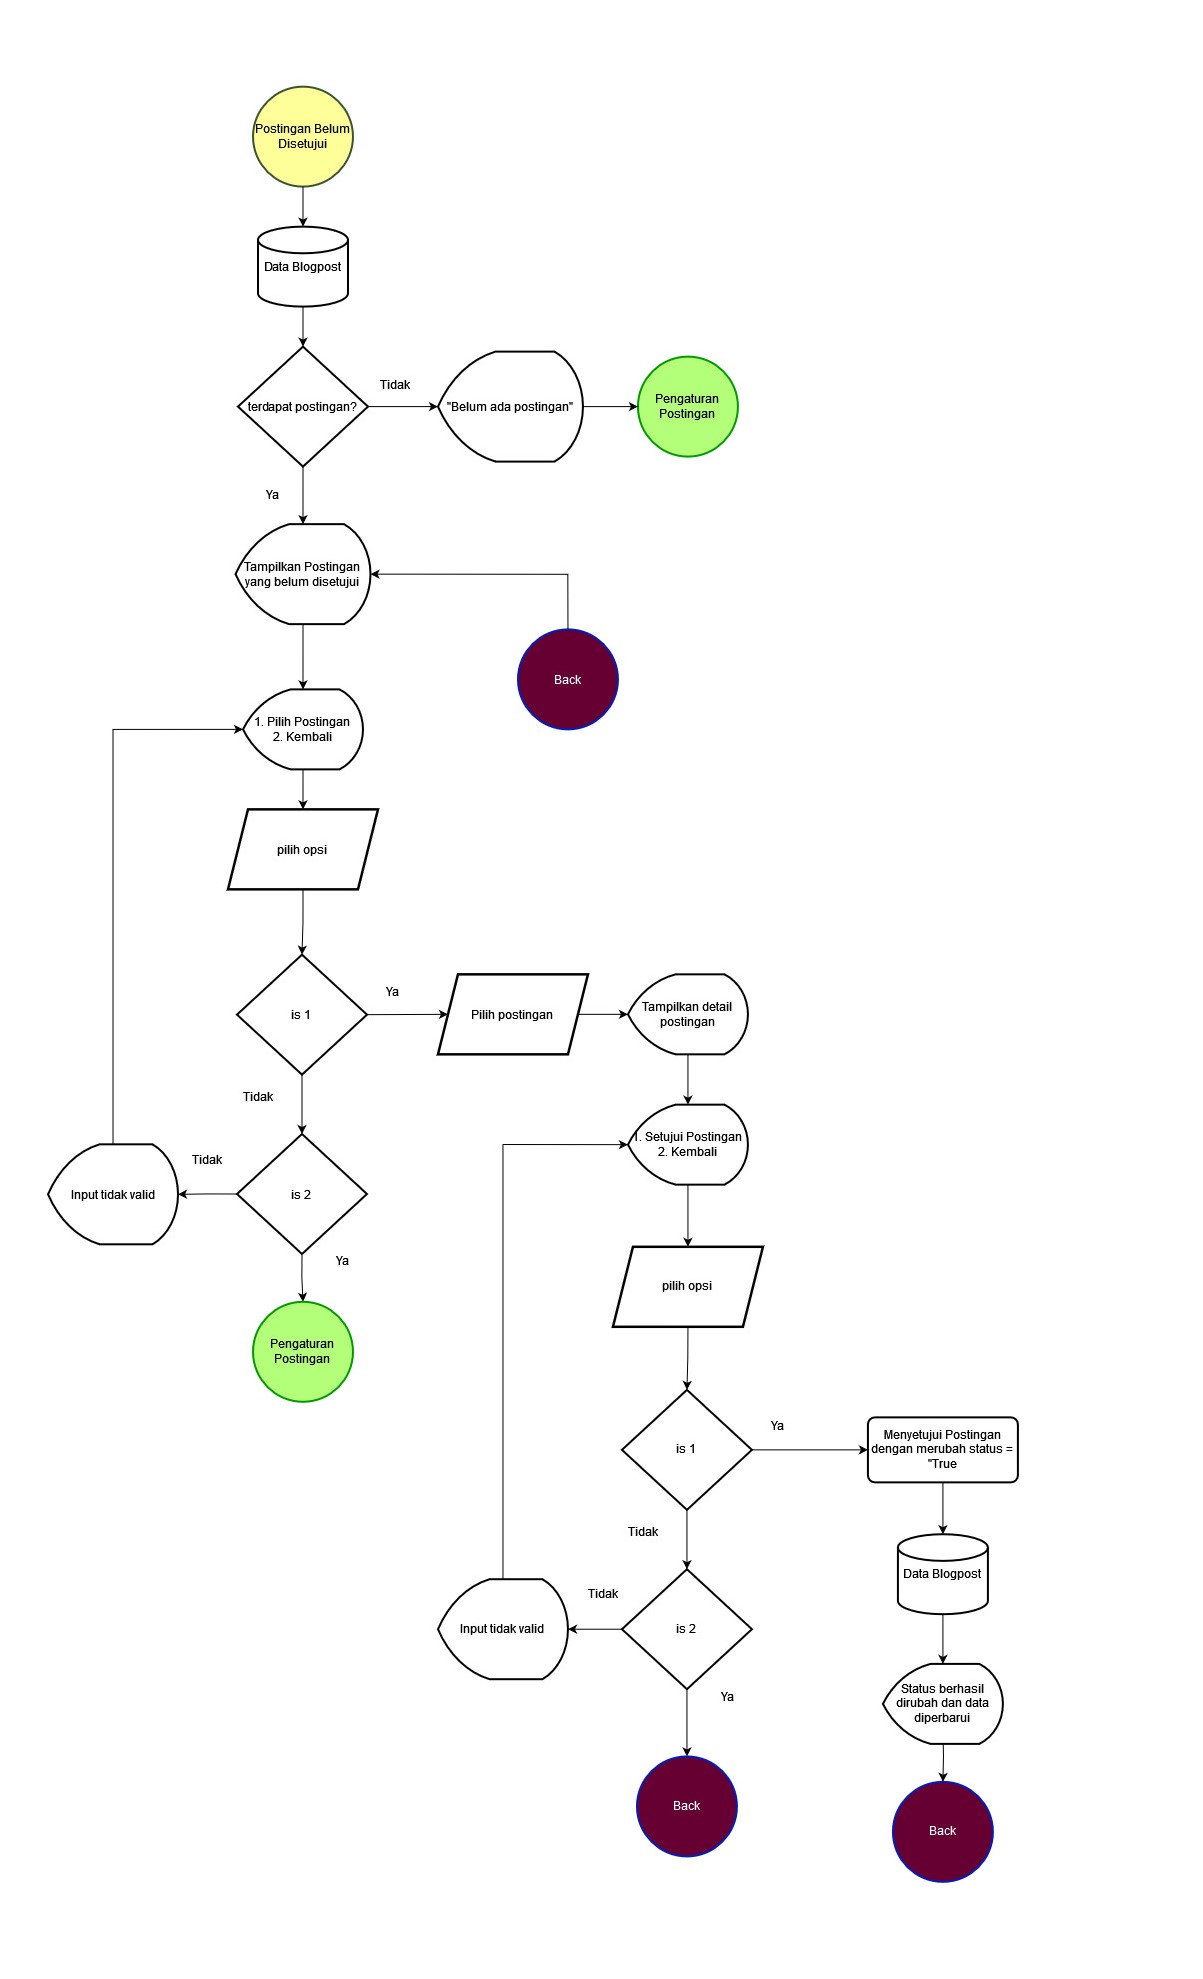 Postingan Belum
Disetujui
Data Blogpost
terdapat postingan?
Tidak
"Belum ada postingan"
Pengaturan
Postingan
Ya
Tampilkan Postingan
yang belum disetujui
Back
1. Pilih Postingan
2. Kembali
pilih opsi
is 1
Ya
Pilih postingan
Tampilkan detail
postingan
Tidak
1. Setujui Postingan
2. Kembali
Input tidak valid
Tidak
is 2
Ya
Pengaturan
Postingan
pilih opsi
is 1
Ya
Menyetujui Postingan
dengan merubah status =
"True
Tidak
Data Blogpost
Input tidak valid
Tidak
is 2
Ya
Status berhasil
dirubah dan data
diperbarui
Back
Back